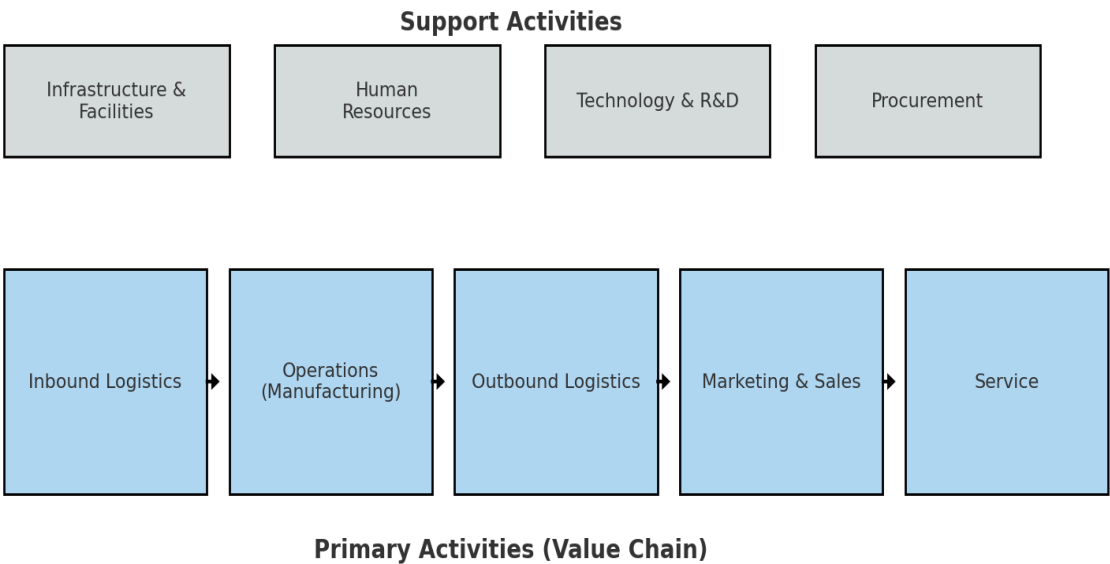 Support Activities
Infrastructure &
Facilities
Human
Resources
Technology & R&D
Procurement
Inbound Logistics
Operations
(Manufacturing)
Outbound Logistics
Marketing & Sales
Service
Primary Activities (Value Chain)